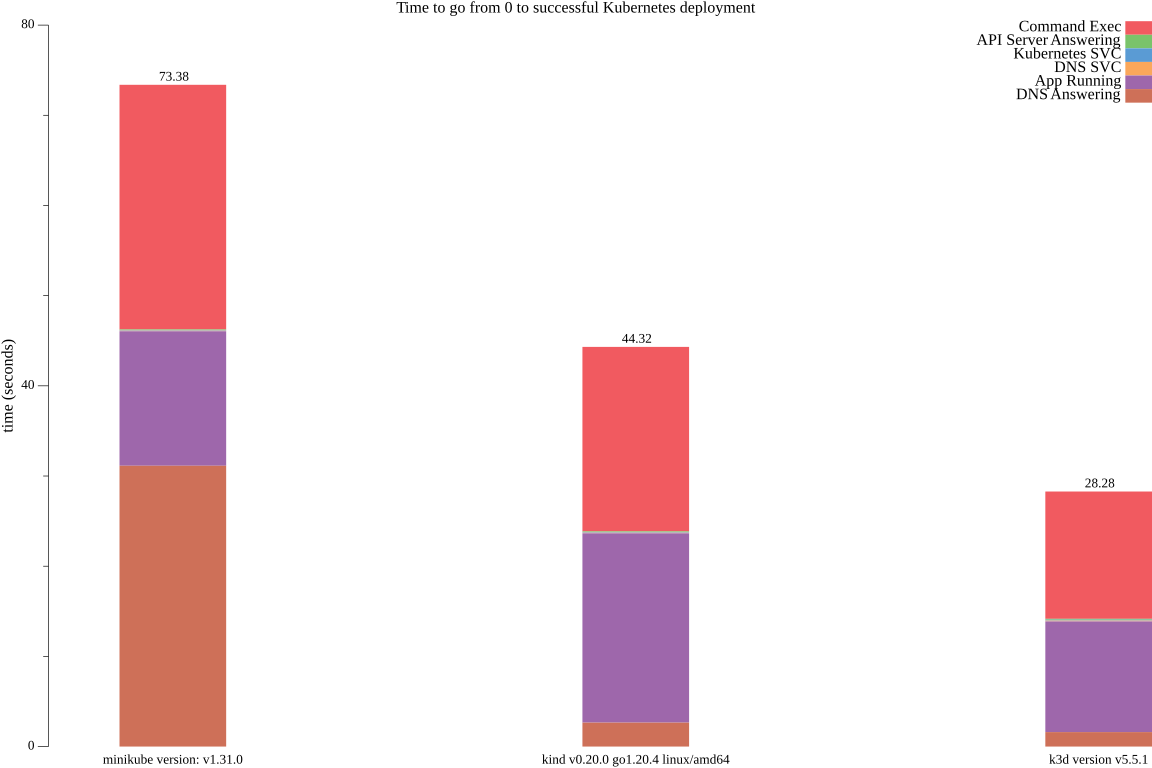 Time to go from 0 to successful Kubernetes deployment
80
Command Exec
API Server Answering
Kubernetes SVC
DNS SVC
App Running
DNS Answering
73.38
44.32
time (seconds)
40
28.28
0
minikube version: v1.31.0
kind v0.20.0 go1.20.4 linux/amd64
k3d version v5.5.1